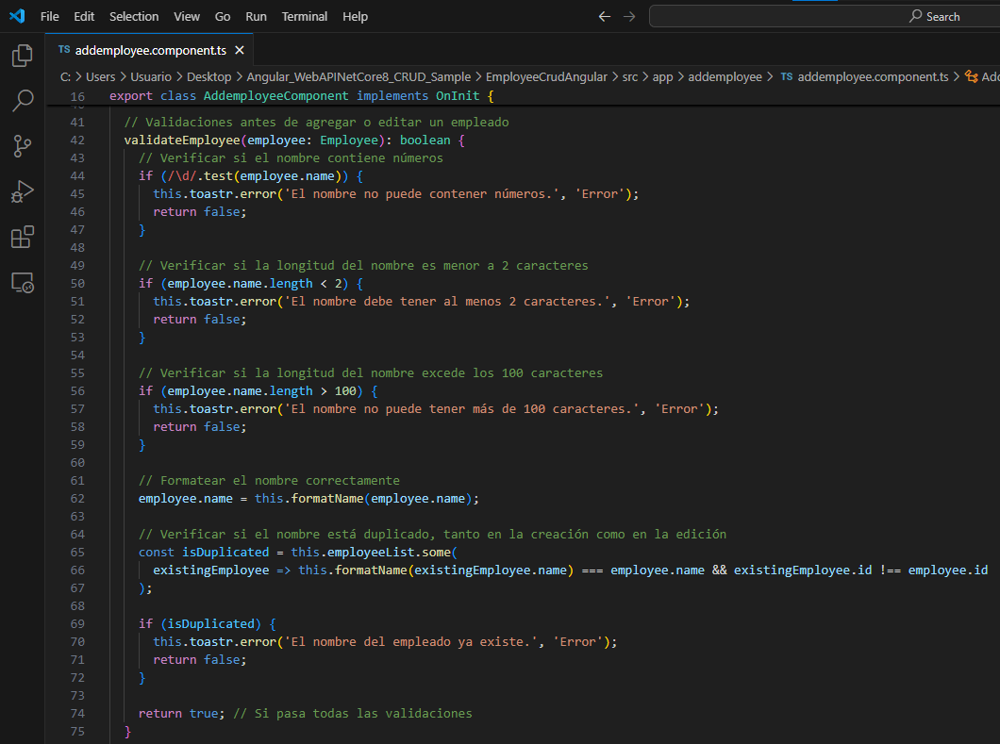 File Edit Selection View Go Run Terminal Help Search
TS addemployee.component.ts
C: > Users > Usuario > Desktop > Angular_WebAPINetCore8_CRUD_Sample > EmployeeCrudAngular > src > app > addemployee > TS addemployee.component.ts >
16 export class AddemployeeComponent implements OnInit {
41 // Validaciones antes de agregar o editar un empleado
42 validateEmployee(employee: Employee): boolean {
43 // Verificar si el nombre contiene números
44 if (/\d/.test(employee.name)) {
45 this.toastr.error('El nombre no puede contener números.', 'Error');
46 return false;
47 }
48
49 // Verificar si la longitud del nombre es menor a 2 caracteres
50 if (employee.name.length < 2) {
51 this.toastr.error('El nombre debe tener al menos 2 caracteres.', 'Error');
52 return false;
53 }
54
55 // Verificar si la longitud del nombre excede los 100 caracteres
56 if (employee.name.length > 100) {
57 this.toastr.error('El nombre no puede tener más de 100 caracteres.', 'Error');
58 return false;
59 }
60
61 // Formatear el nombre correctamente
62 employee.name = this.formatName(employee.name);
63
64 // Verificar si el nombre está duplicado, tanto en la creación como en la edición
65 const isDuplicated = this.employeeList.some(
66 existingEmployee => this.formatName(existingEmployee.name) === employee.name && existingEmployee.id !== employee.id
67 );
68
69 if (isDuplicated) {
70 this.toastr.error('El nombre del empleado ya existe.', 'Error');
71 return false;
72 }
73
74 return true; // Si pasa todas las validaciones
75 }